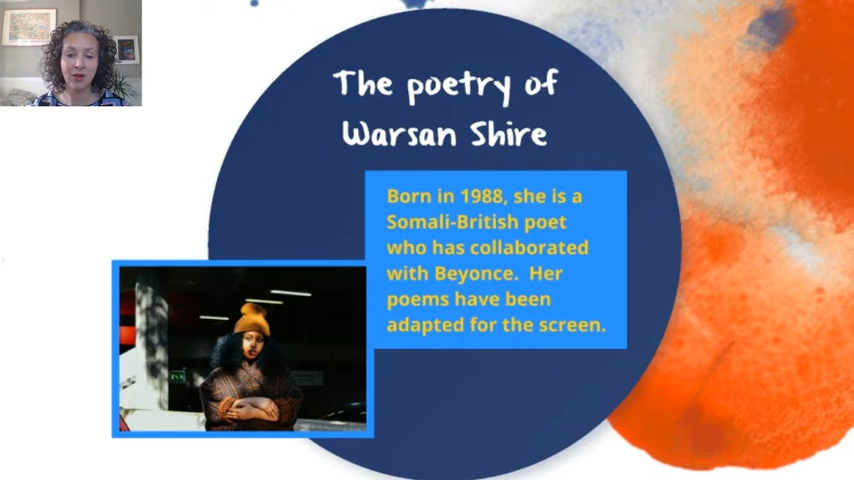 The poetry of
Warsan Shire
Born in 1988, she is a
Somali-British poet
who has collaborated
with Beyonce. Her
poems have been
adapted for the screen.